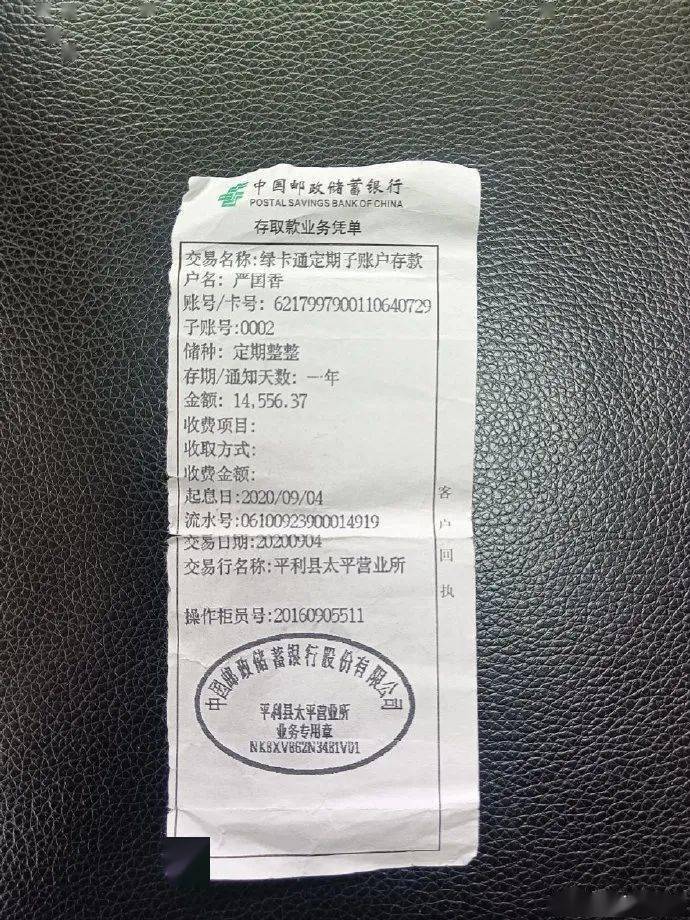 中国邮政储蓄银行
POSTAL SAVINGS BANK OF CHINA
存取款业务凭单
交易名称:绿卡通定期子账户存款
户名: 严国香
账号/卡号: 6217997900110640729
子账号:0002
储种: 定期整整
存期/通知天数: 一年
金额: 14,556.37
收费项目:
收取方式:
收费金额:
起息日:2020/09/04
流水号:06100923900014919
交易日期:20200904
交易行名称:平利县太平营业所
操作柜员号:20160905511
客户回执
中国邮政储蓄银行股份有限公司
平利县太平营业所
业务专用章
NK8XV862N3481V01